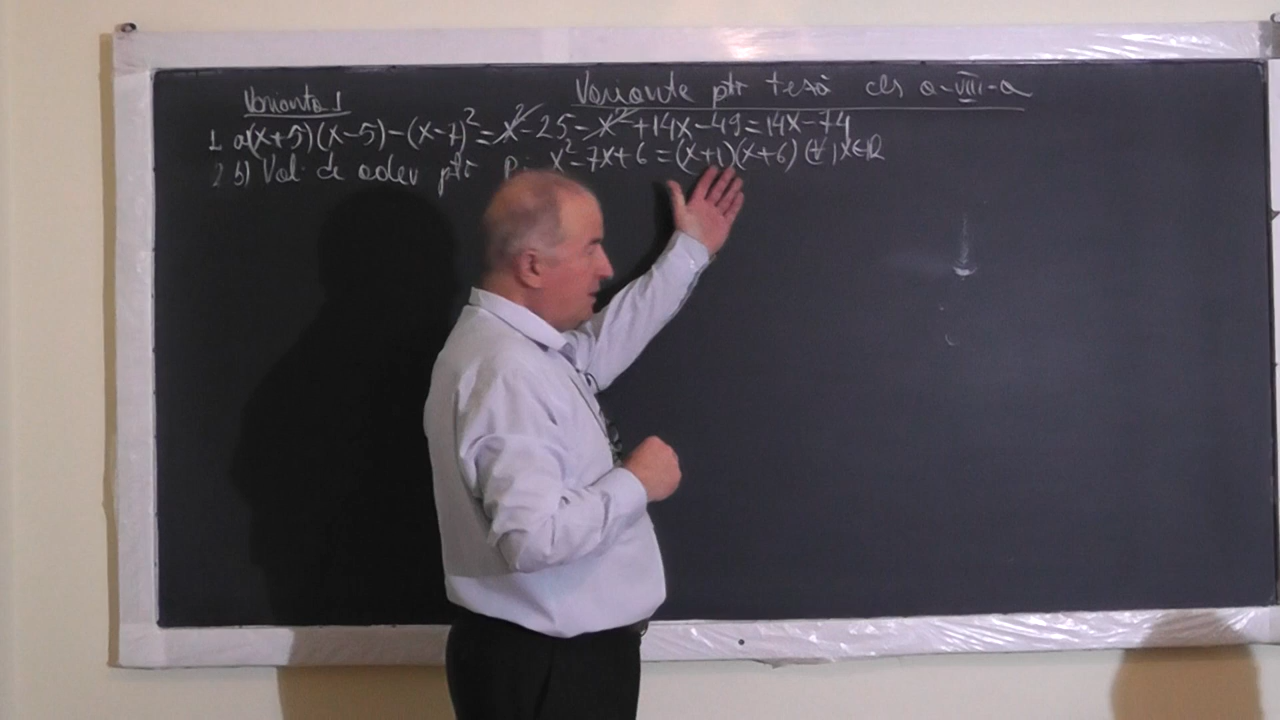 Variante ptr teză cls a-VIII-a
Varianta 1
1. a) (x+5)(x-5)-(x-7)²=x²-25-x²+14x-49=14x-74
2 b) Val. de adev ptr P: x²-7x+6=(x+1)(x+6) (∀) x∈R